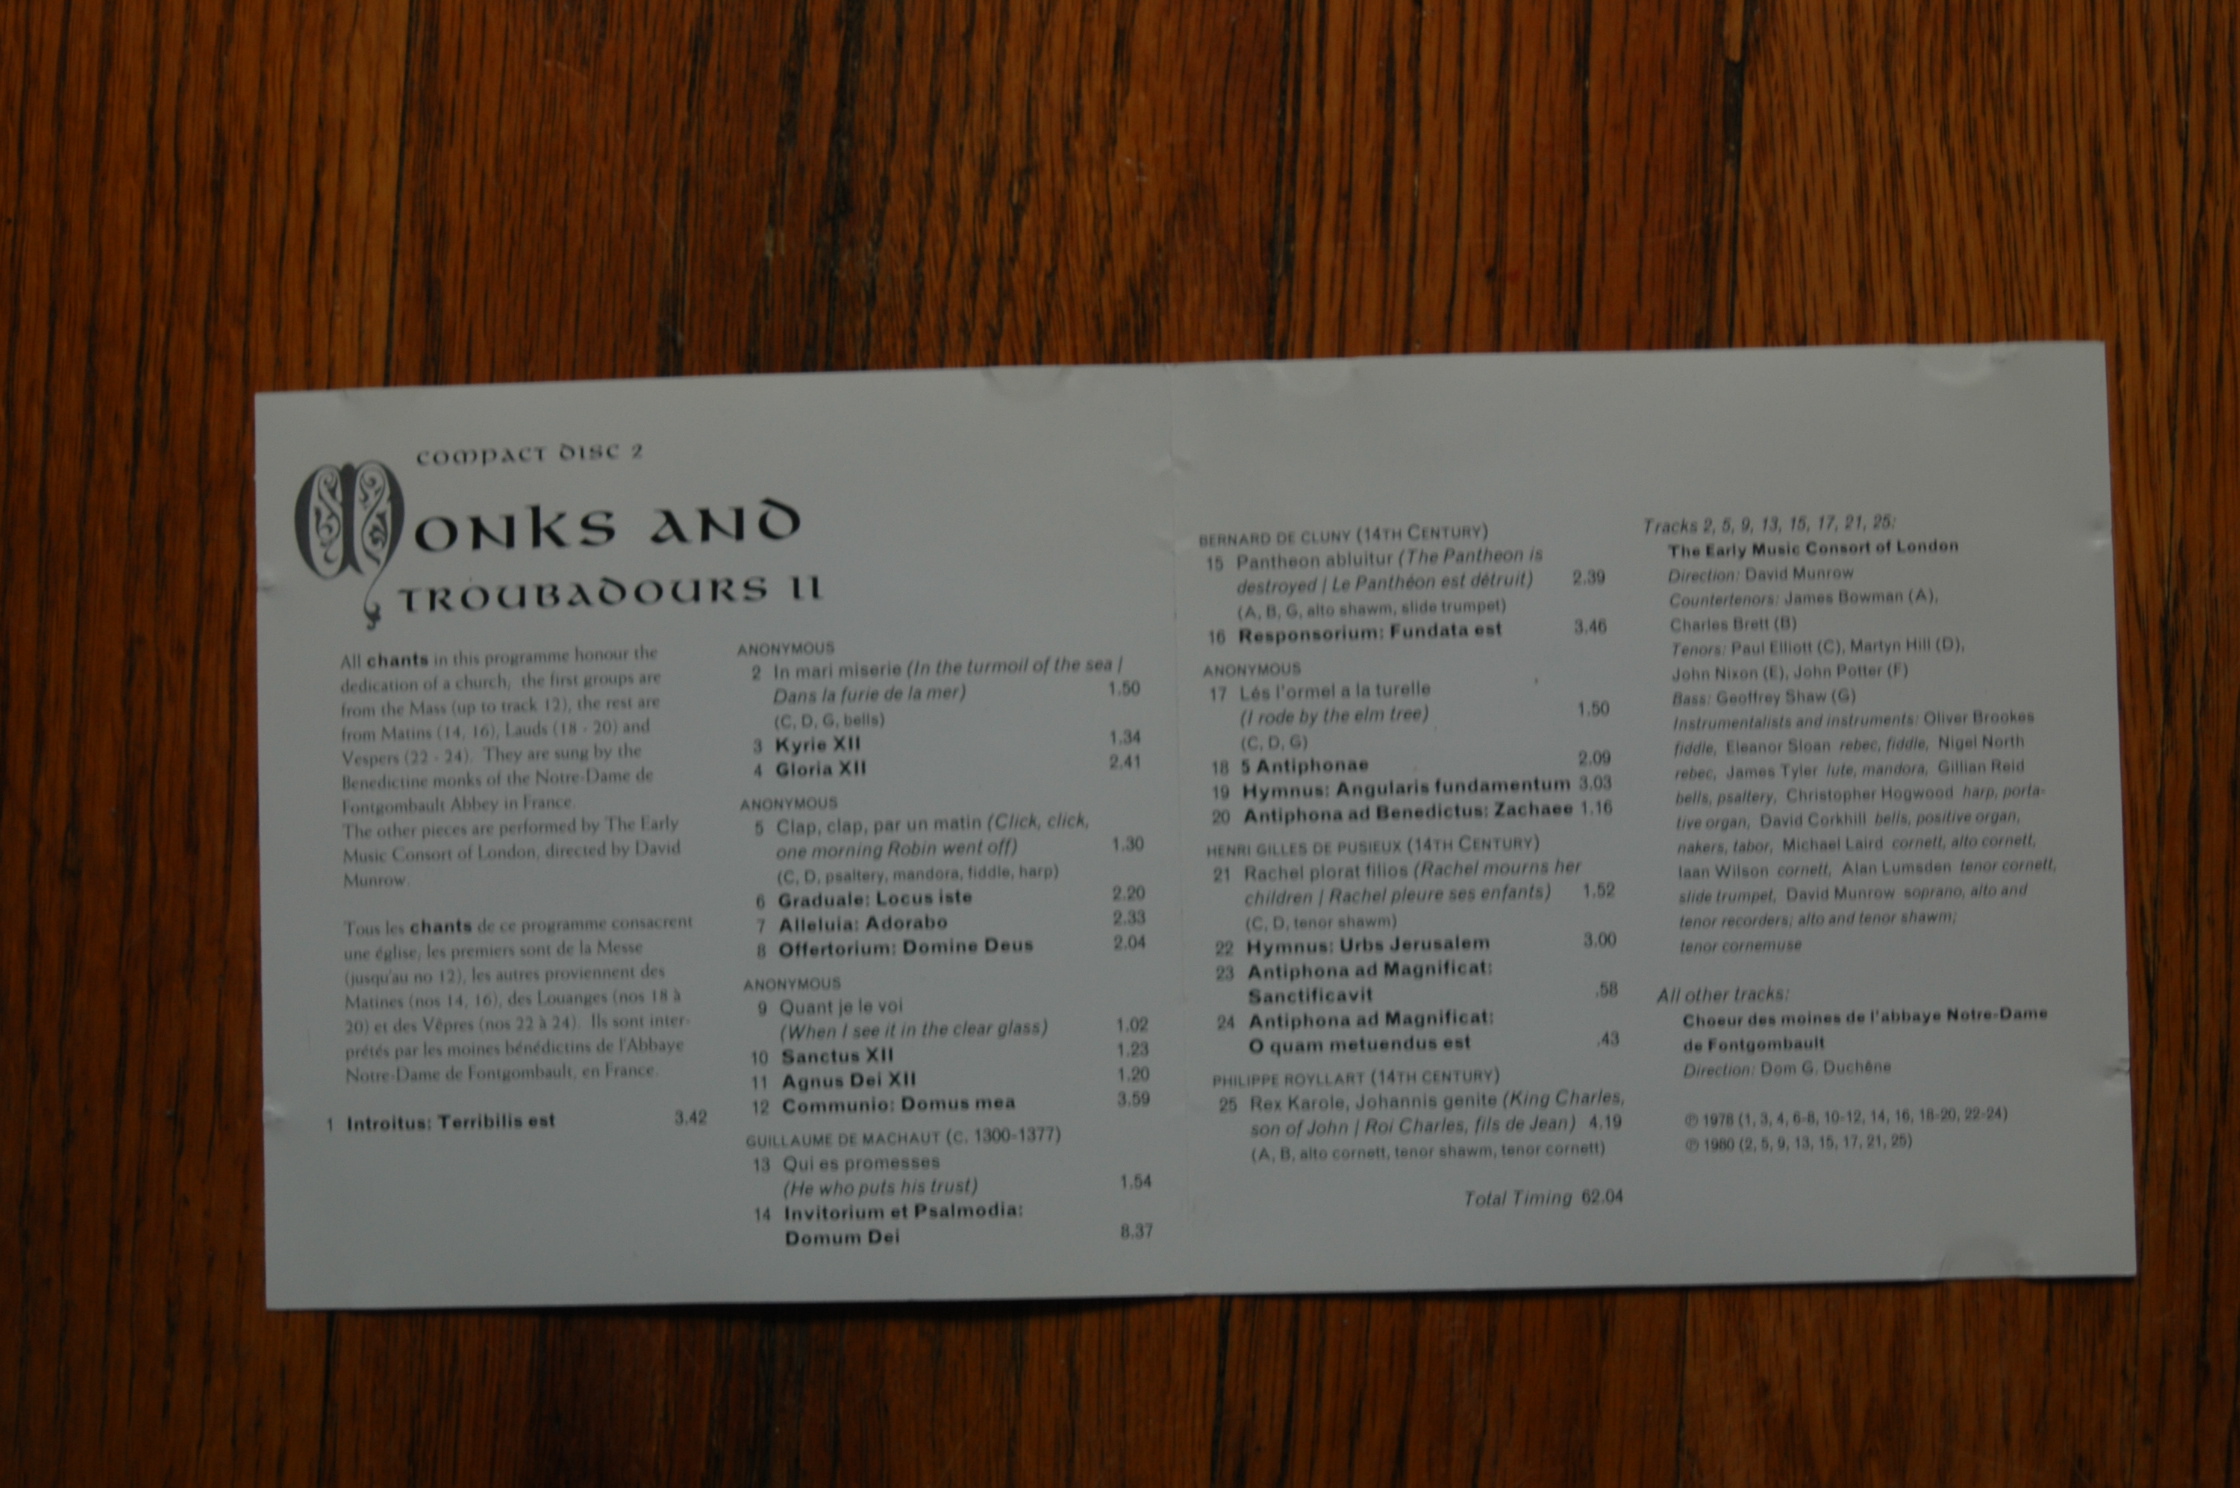 COMPACT DISC 2
MONKS AND
TROUBADOURS II
All chants in this programme honour the
dedication of a church; the first groups are
from the Mass (up to track 12), the rest are
from Matins (14, 16), Lauds (18 - 20) and
Vespers (22 - 24). They are sung by the
Benedictine monks of the Notre-Dame de
Fontgombault Abbey in France.
The other pieces are performed by The Early
Music Consort of London, directed by David
Munrow.
Tous les chants de ce programme consacrent
une église; les premiers sont de la Messe
(jusqu'au no 12), les autres proviennent des
Matines (nos 14, 16), des Louanges (nos 18 à
20) et des Vêpres (nos 22 à 24). Ils sont inter-
prétés par les moines bénédictins de l'Abbaye
Notre-Dame de Fontgombault, en France.
1 Introitus: Terribilis est 3.42
ANONYMOUS
2 In mari miserie (In the turmoil of the sea /
Dans la furie de la mer) 1.50
(C, D, G, bells)
3 Kyrie XII 1.34
4 Gloria XII 2.41
ANONYMOUS
5 Clap, clap, par un matin (Click, click,
one morning Robin went off) 1.30
(C, D, psaltery, mandora, fiddle, harp)
6 Graduale: Locus iste 2.20
7 Alleluia: Adorabo 2.33
8 Offertorium: Domine Deus 2.04
ANONYMOUS
9 Quant je le voi 1.02
(When I see it in the clear glass)
10 Sanctus XII 1.23
11 Agnus Dei XII 1.20
12 Communio: Domus mea 3.59
GUILLAUME DE MACHAUT (C. 1300-1377)
13 Qui es promesses 1.54
(He who puts his trust)
14 Invitorium et Psalmodia:
Domum Dei 8.37
BERNARD DE CLUNY (14TH CENTURY)
15 Pantheon abluitur (The Pantheon is
destroyed / Le Panthéon est détruit) 2.39
(A, B, G, alto shawm, slide trumpet)
16 Responsorium: Fundata est 3.46
ANONYMOUS
17 Lés l'ormel a la turelle 1.50
(I rode by the elm tree)
(C, D, G)
18 5 Antiphonae 2.09
19 Hymnus: Angularis fundamentum 3.03
20 Antiphona ad Benedictus: Zachaee 1.16
HENRI GILLES DE PUSIEUX (14TH CENTURY)
21 Rachel plorat filios (Rachel mourns her
children / Rachel pleure ses enfants) 1.52
(C, D, tenor shawm)
22 Hymnus: Urbs Jerusalem 3.00
23 Antiphona ad Magnificat:
Sanctificavit .58
24 Antiphona ad Magnificat:
O quam metuendus est .43
PHILIPPE ROYLLART (14TH CENTURY)
25 Rex Karole, Johannis genite (King Charles,
son of John / Roi Charles, fils de Jean) 4.19
(A, B, alto cornett, tenor shawm, tenor cornett)
Total Timing 62.04
Tracks 2, 5, 9, 13, 15, 17, 21, 25:
The Early Music Consort of London
Direction: David Munrow
Countertenors: James Bowman (A),
Charles Brett (B)
Tenors: Paul Elliott (C), Martyn Hill (D),
John Nixon (E), John Potter (F)
Bass: Geoffrey Shaw (G)
Instrumentalists and instruments: Oliver Brookes
fiddle, Eleanor Sloan rebec, fiddle, Nigel North
rebec, James Tyler lute, mandora, Gillian Reid
bells, psaltery, Christopher Hogwood harp, porta-
tive organ, David Corkhill bells, positive organ,
nakers, tabor, Michael Laird cornett, alto cornett,
Iaan Wilson cornett, Alan Lumsden tenor cornett,
slide trumpet, David Munrow soprano, alto and
tenor recorders; alto and tenor shawm;
tenor cornemuse
All other tracks:
Choeur des moines de l'abbaye Notre-Dame
de Fontgombault
Direction: Dom G. Duchêne
℗ 1978 (1, 3, 4, 6-8, 10-12, 14, 16, 18-20, 22-24)
℗ 1980 (2, 5, 9, 13, 15, 17, 21, 25)